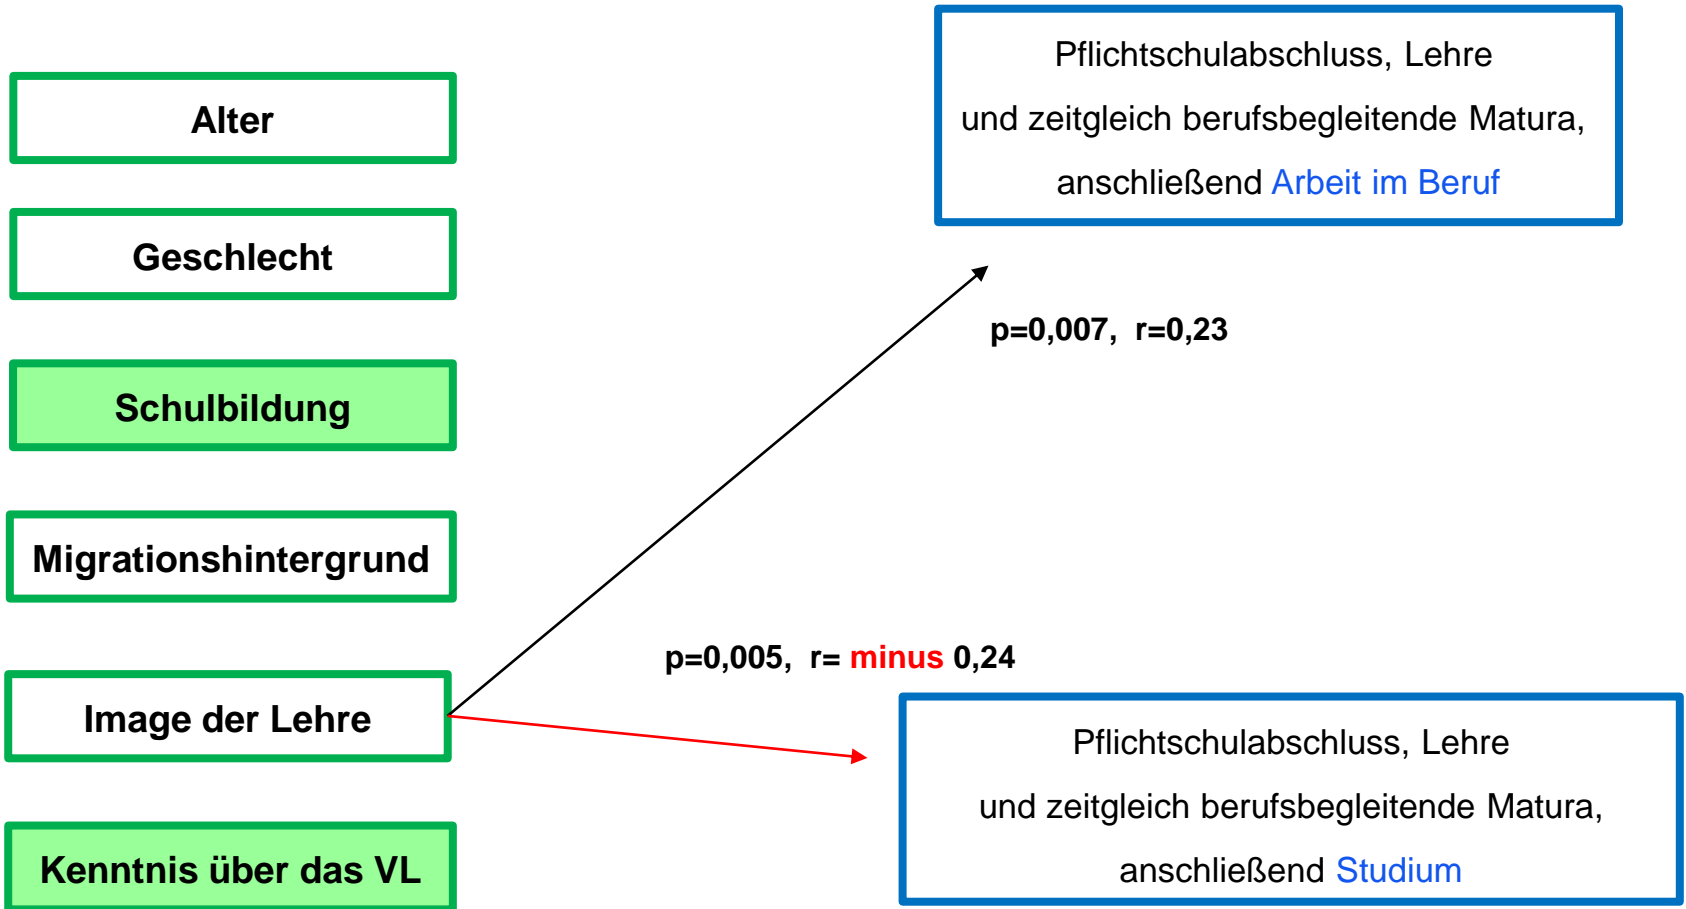 Alter
Geschlecht
Schulbildung
Migrationshintergrund
Image der Lehre
Kenntnis über das VL
Pflichtschulabschluss, Lehre
und zeitgleich berufsbegleitende Matura,
anschließend Arbeit im Beruf
p=0,007, r=0,23
p=0,005, r= minus 0,24
Pflichtschulabschluss, Lehre
und zeitgleich berufsbegleitende Matura,
anschließend Studium